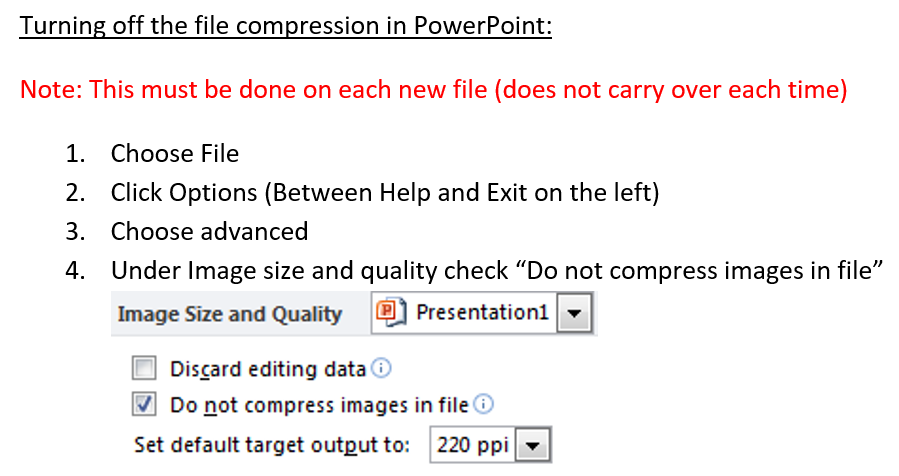 Turning off the file compression in PowerPoint:
Note: This must be done on each new file (does not carry over each time)
1. Choose File
2. Click Options (Between Help and Exit on the left)
3. Choose advanced
4. Under Image size and quality check “Do not compress images in file”
Image Size and Quality Presentation1
Discard editing data
Do not compress images in file
Set default target output to: 220 ppi